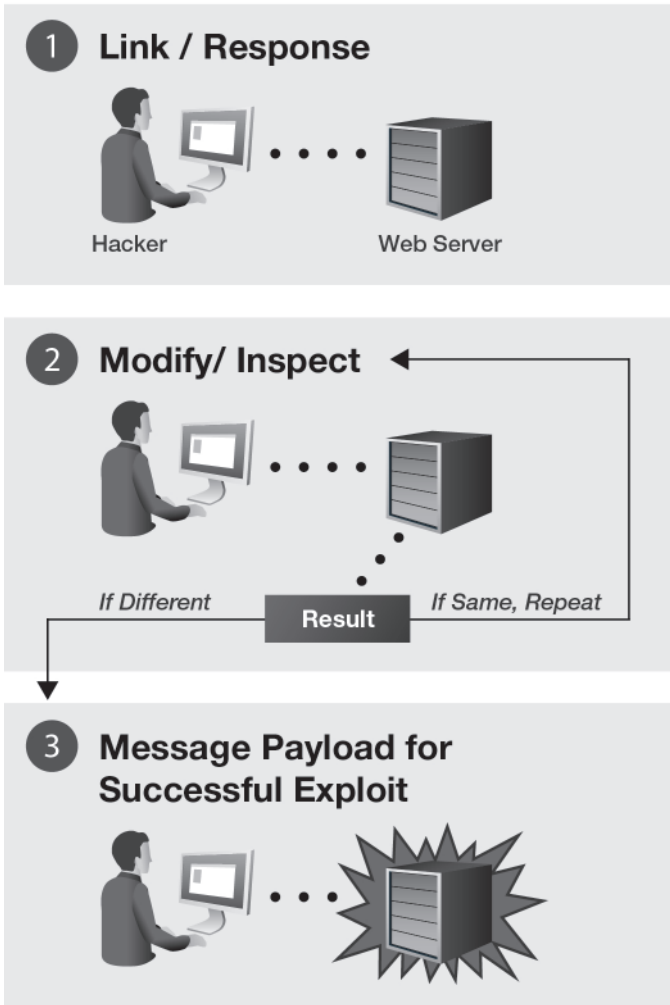 1 Link / Response
Hacker
Web Server
2 Modify/ Inspect
If Different
Result
If Same, Repeat
3 Message Payload for
Successful Exploit